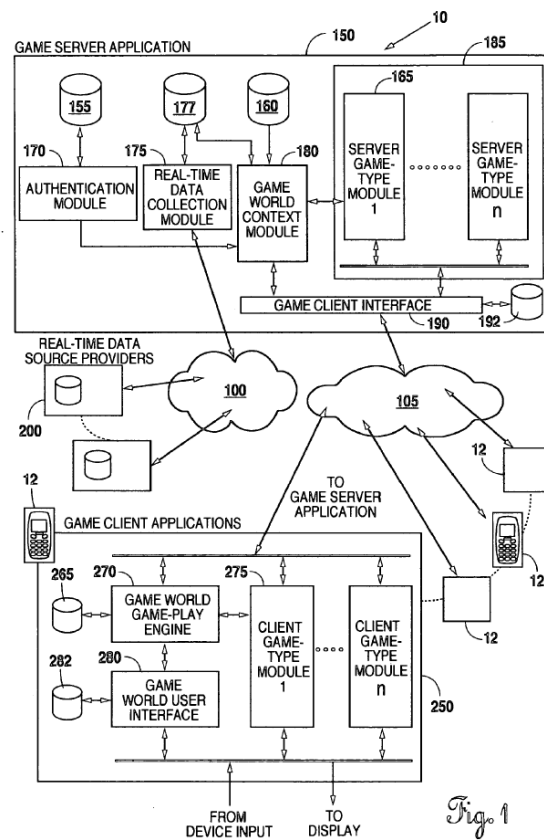 10
GAME SERVER APPLICATION
150
185
155
177
160
165
170
175
180
AUTHENTICATION
MODULE
REAL-TIME
DATA
COLLECTION
MODULE
GAME
WORLD
CONTEXT
MODULE
SERVER
GAME-
TYPE
MODULE
1
SERVER
GAME-
TYPE
MODULE
n
GAME CLIENT INTERFACE
190
192
REAL-TIME DATA
SOURCE PROVIDERS
200
100
105
12
TO
GAME SERVER
APPLICATION
12
12
12
GAME CLIENT APPLICATIONS
265
270
275
GAME WORLD
GAME-PLAY
ENGINE
CLIENT
GAME-
TYPE
MODULE
1
CLIENT
GAME-
TYPE
MODULE
n
282
280
GAME
WORLD USER
INTERFACE
250
FROM
DEVICE INPUT
TO
DISPLAY
Fig. 1